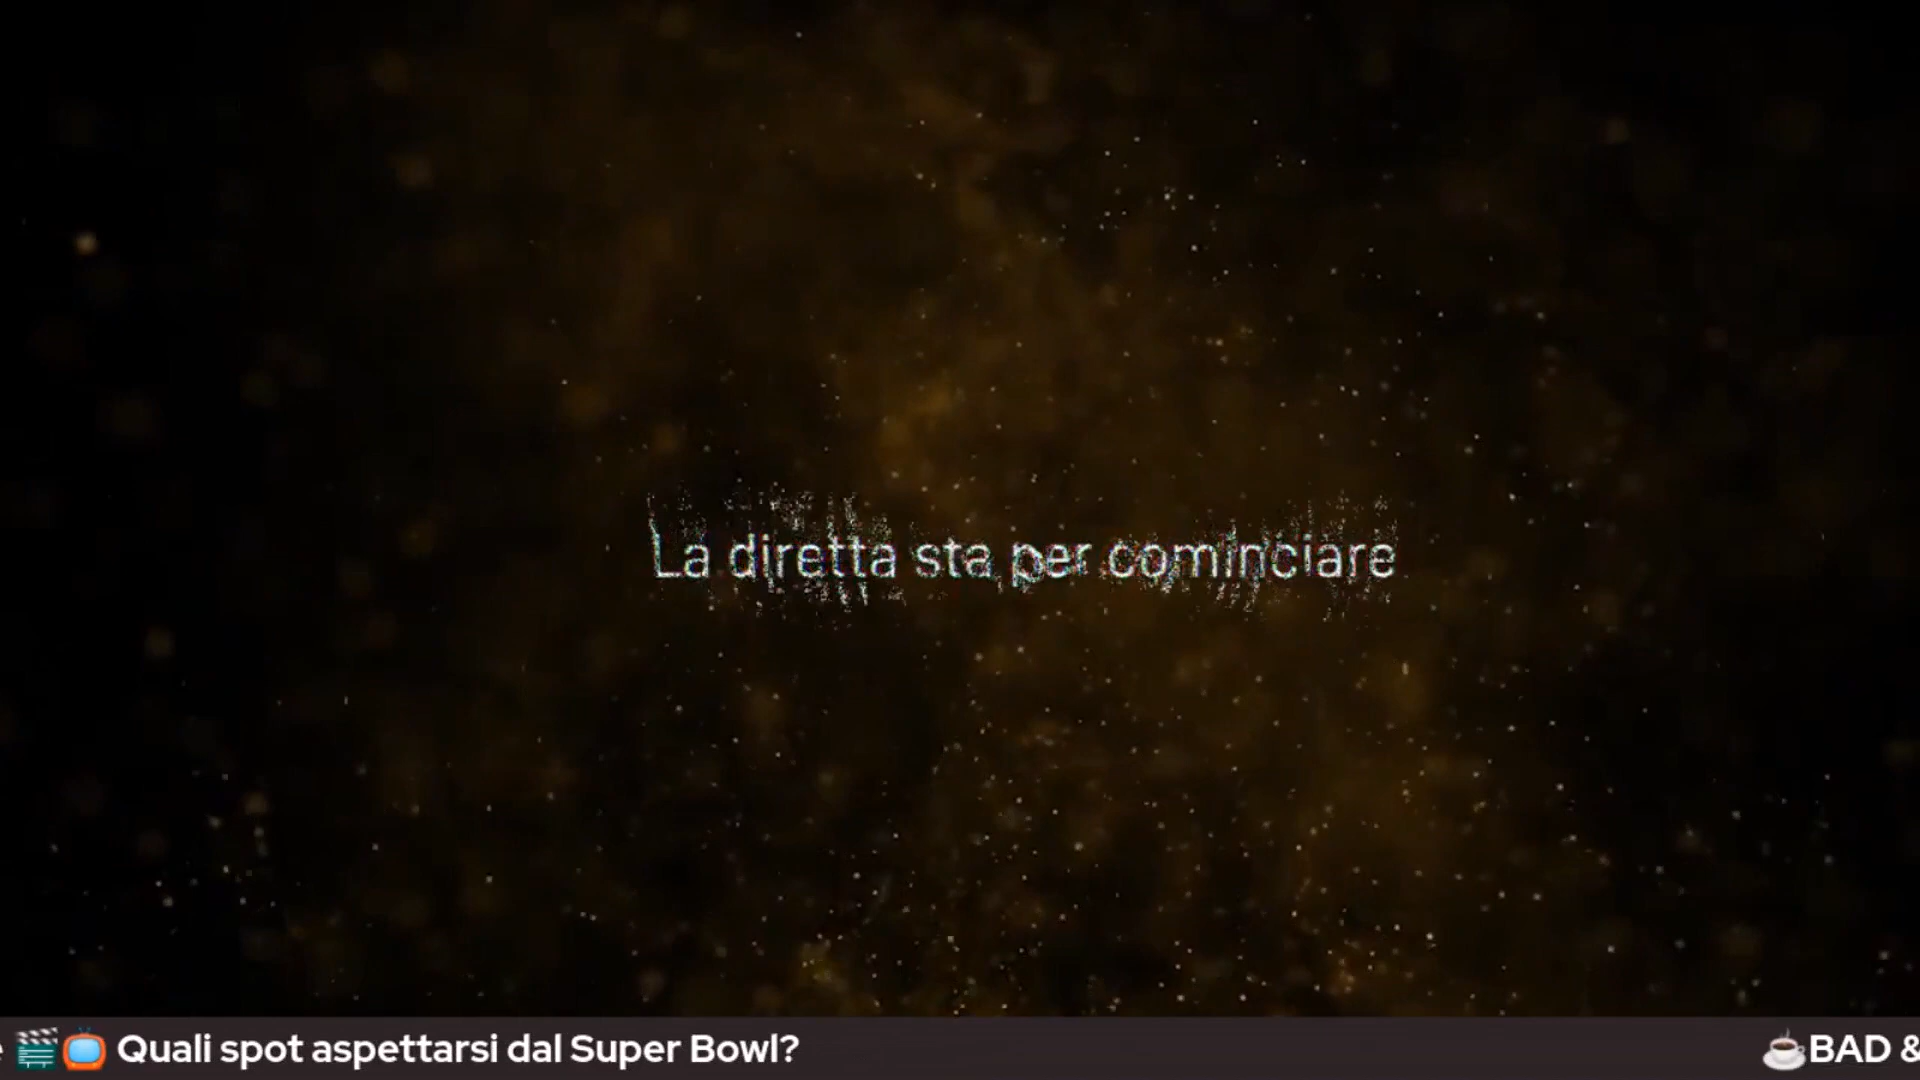 La diretta sta per cominciare
🎬📺 Quali spot aspettarsi dal Super Bowl? ☕BAD &